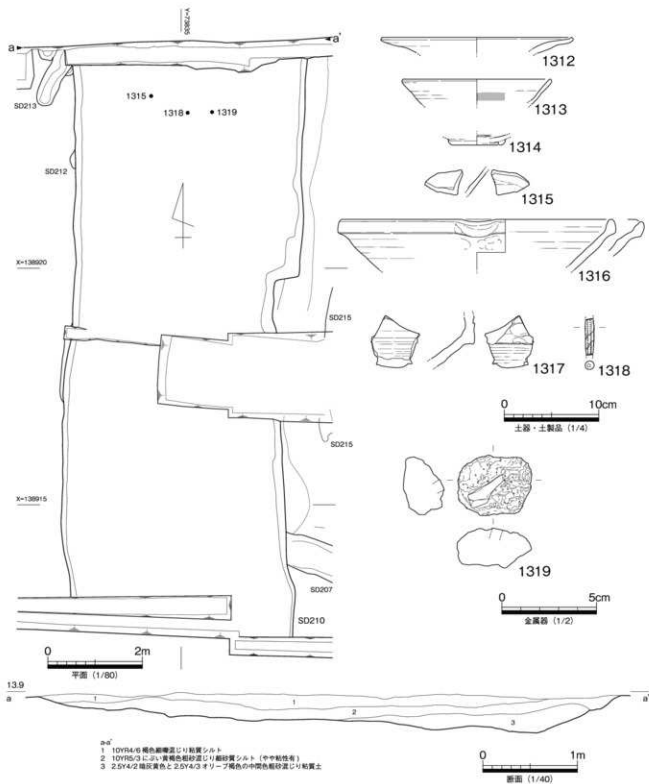 Y=73835
a
a'
SD213
1315
1318
1319
SD212
X=138920
SD215
SD215
X=138915
SD207
SD210
0 2m
平面 (1/80)
1312
1313
1314
1315
1316
1317
1318
0 10cm
土器・土製品 (1/4)
1319
0 5cm
金属器 (1/2)
13.9
a
a'
1
1
2
3
a-a'
1 10YR4/6 褐色細礫混じり粘質シルト
2 10YR5/3 にぶい黄褐色粗砂混じり細砂質シルト (やや粘性有)
3 2.5Y4/2 暗灰黄色と2.5Y4/3 オリーブ褐色の中間色粗砂混じり粘質土
0 1m
断面 (1/40)